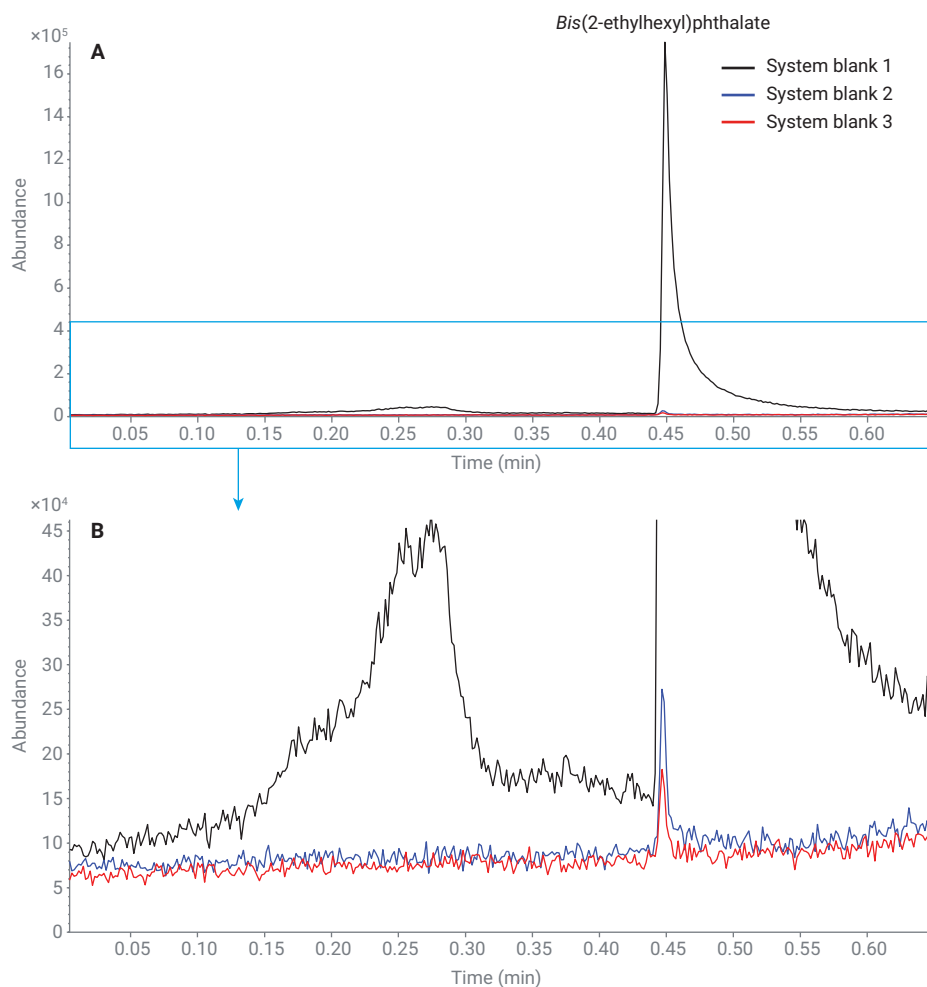 Bis(2-ethylhexyl)phthalate
×10⁵
A
System blank 1
System blank 2
System blank 3
16
14
12
10
8
6
4
2
0
Abundance
0.05 0.10 0.15 0.20 0.25 0.30 0.35 0.40 0.45 0.50 0.55 0.60
Time (min)
×10⁴
B
45
40
35
30
25
20
15
10
5
0
Abundance
0.05 0.10 0.15 0.20 0.25 0.30 0.35 0.40 0.45 0.50 0.55 0.60
Time (min)